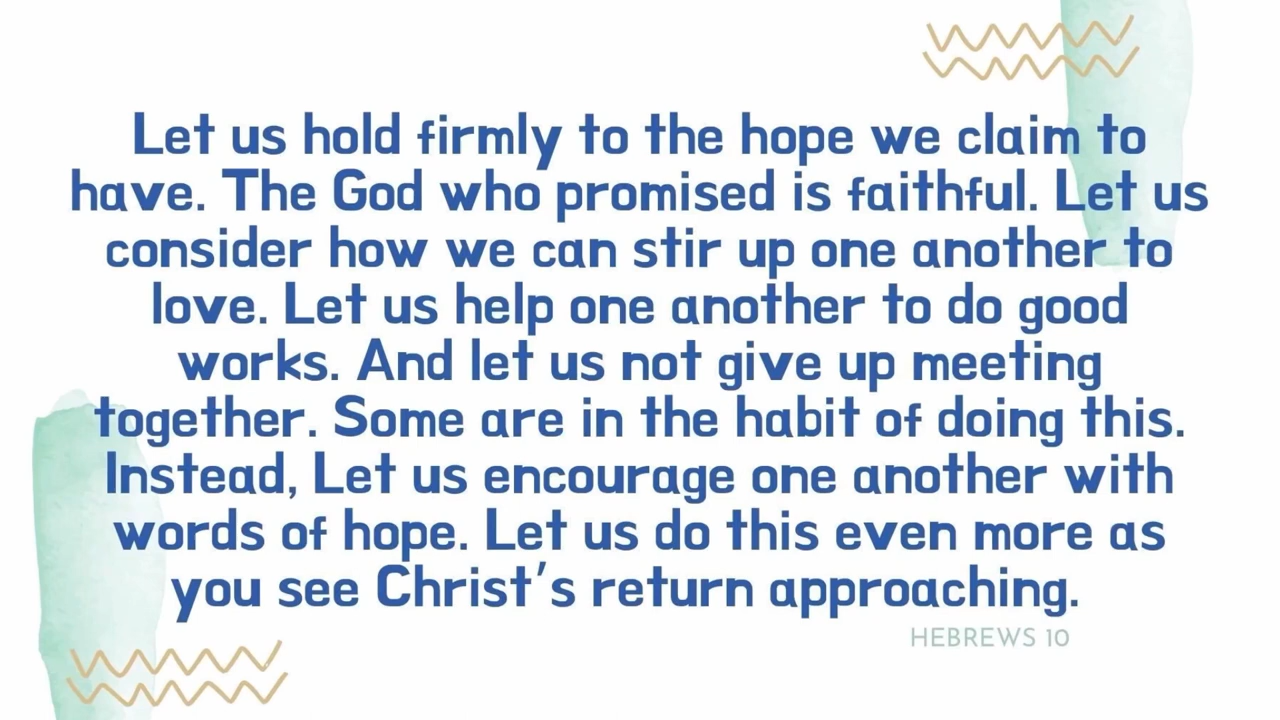 Let us hold firmly to the hope we claim to
have. The God who promised is faithful. Let us
consider how we can stir up one another to
love. Let us help one another to do good
works. And let us not give up meeting
together. Some are in the habit of doing this.
Instead, Let us encourage one another with
words of hope. Let us do this even more as
you see Christ's return approaching.
HEBREWS 10